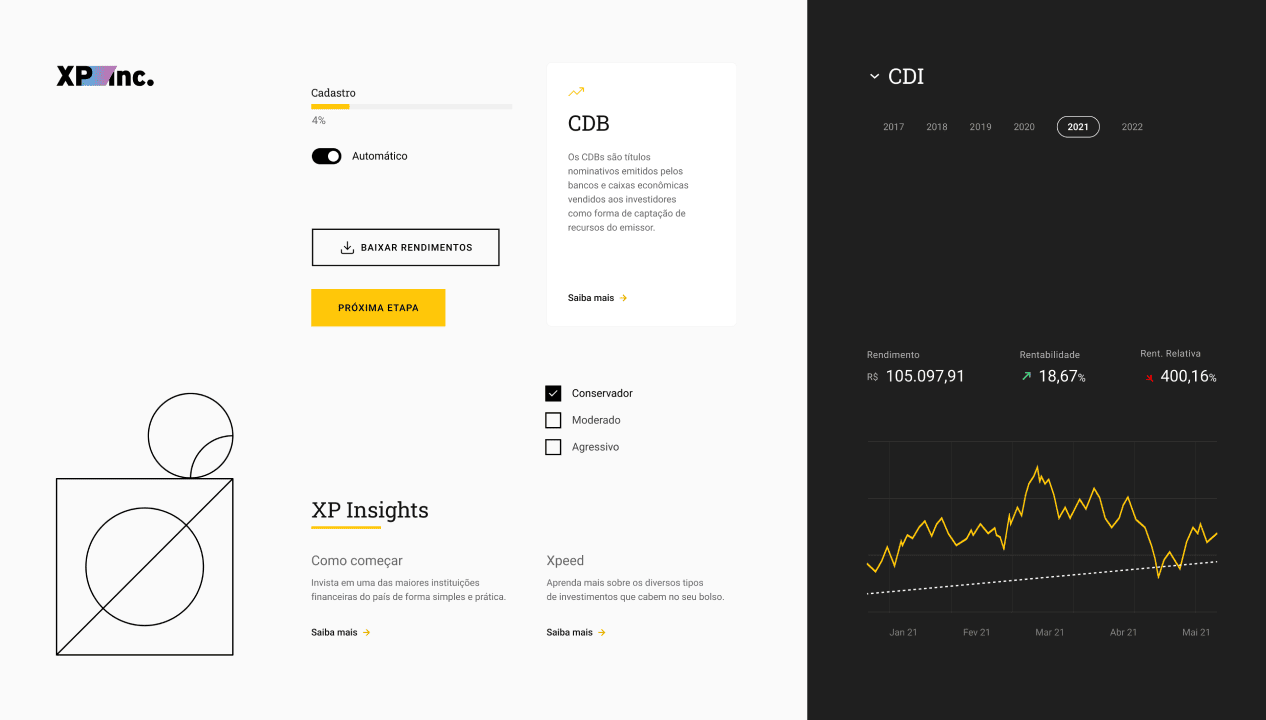 XP Inc.
Cadastro
4%
Automático
BAIXAR RENDIMENTOS
PRÓXIMA ETAPA
CDB
Os CDBs são títulos
nominativos emitidos pelos
bancos e caixas econômicas
vendidos aos investidores
como forma de captação de
recursos do emissor.
Saiba mais
Conservador
Moderado
Agressivo
XP Insights
Como começar
Invista em uma das maiores instituições
financeiras do país de forma simples e prática.
Saiba mais
Xpeed
Aprenda mais sobre os diversos tipos
de investimentos que cabem no seu bolso.
Saiba mais
CDI
2017 2018 2019 2020 2021 2022
Rendimento
R$ 105.097,91
Rentabilidade
18,67%
Rent. Relativa
400,16%
Jan 21 Fev 21 Mar 21 Abr 21 Mai 21